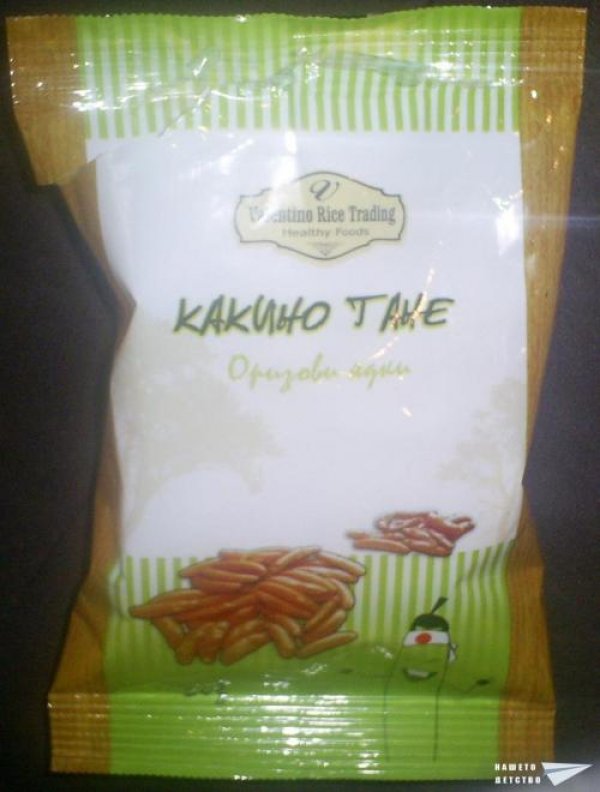 V
Valentino Rice Trading
Healthy Foods
КАКИНО ТАНЕ
Оризови ядки
НАШЕТО
ДЕТСТВО